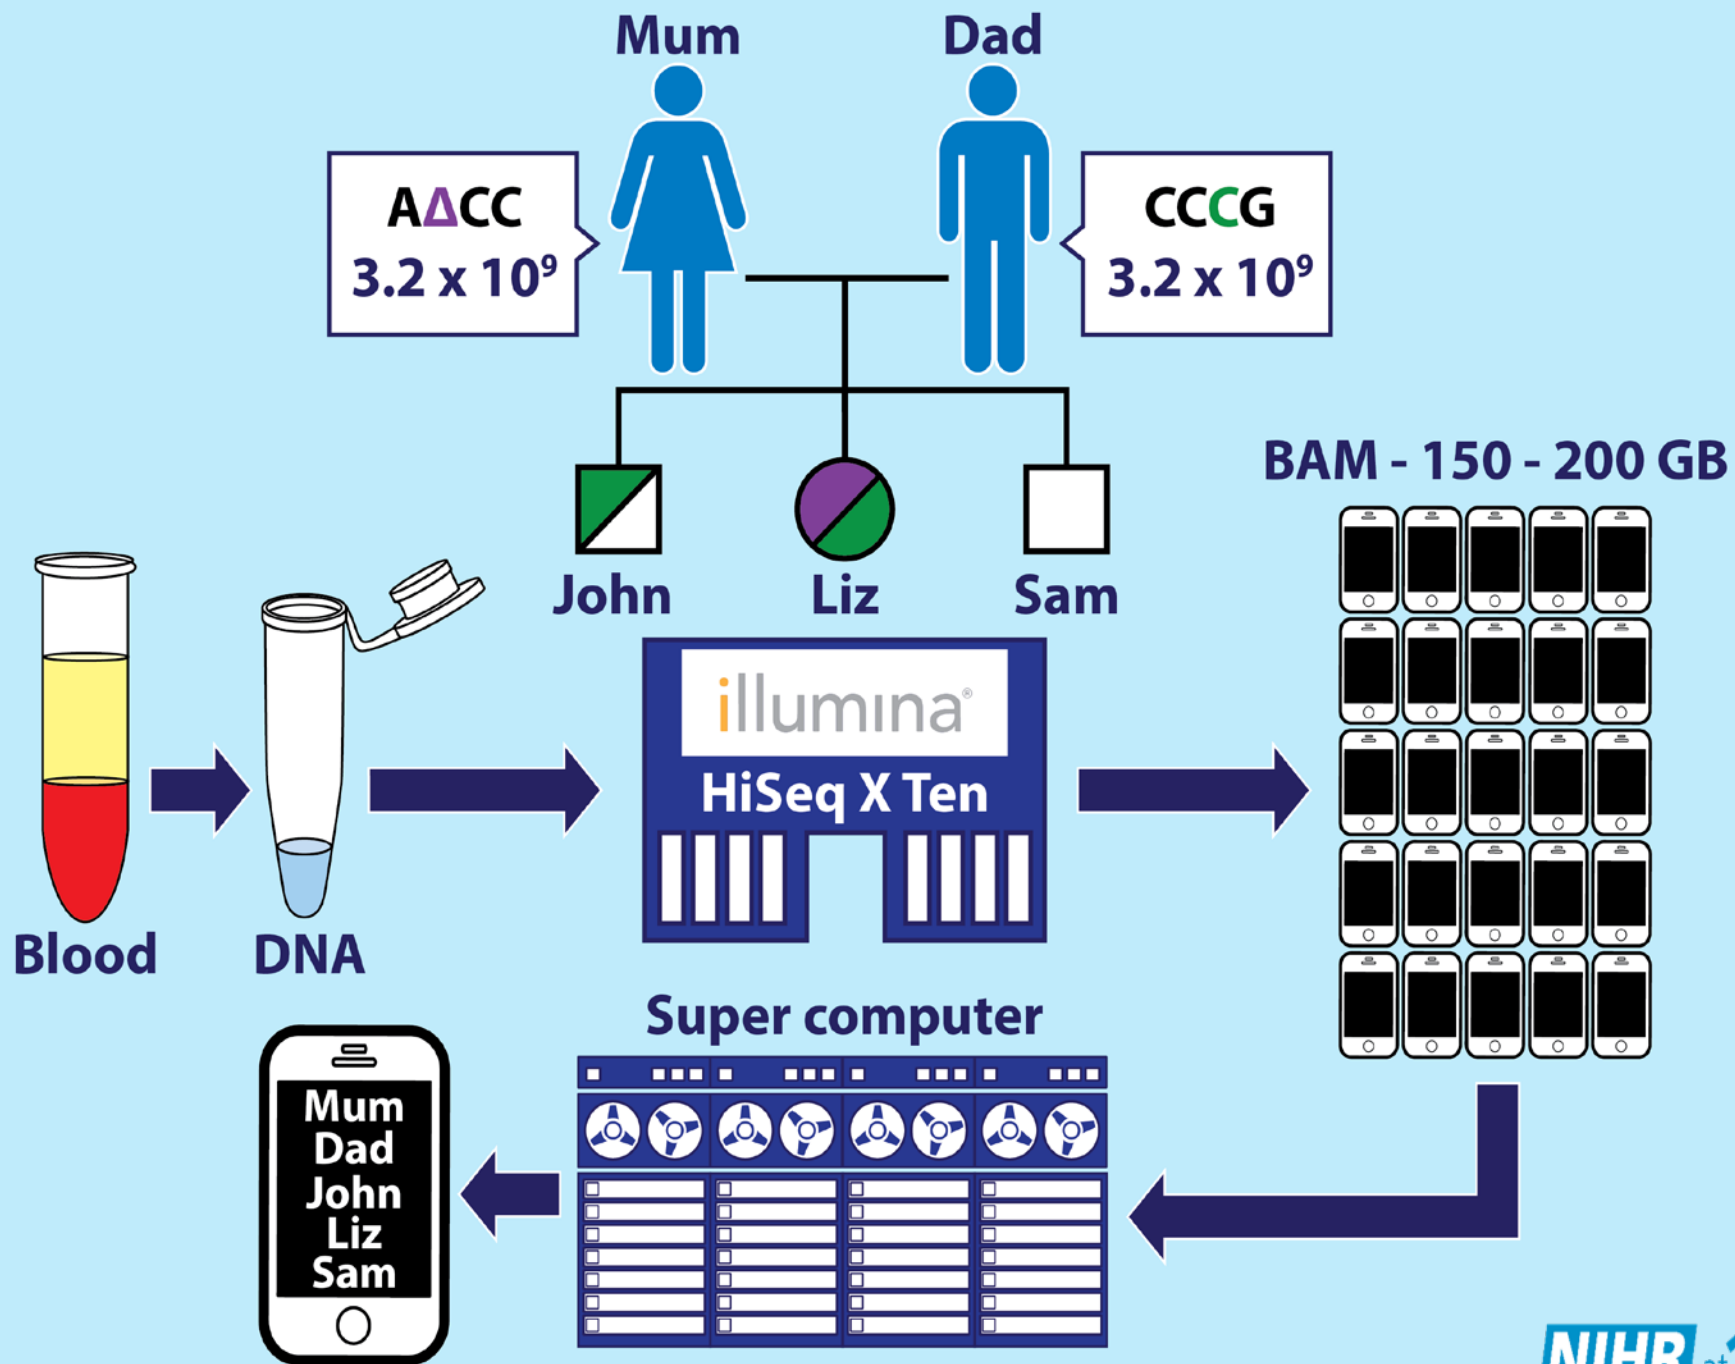 Mum
Dad
AΔCC
3.2 x 10⁹
CCCG
3.2 x 10⁹
John
Liz
Sam
BAM - 150 - 200 GB
illumina®
HiSeq X Ten
Blood
DNA
Super computer
Mum
Dad
John
Liz
Sam
NIHR